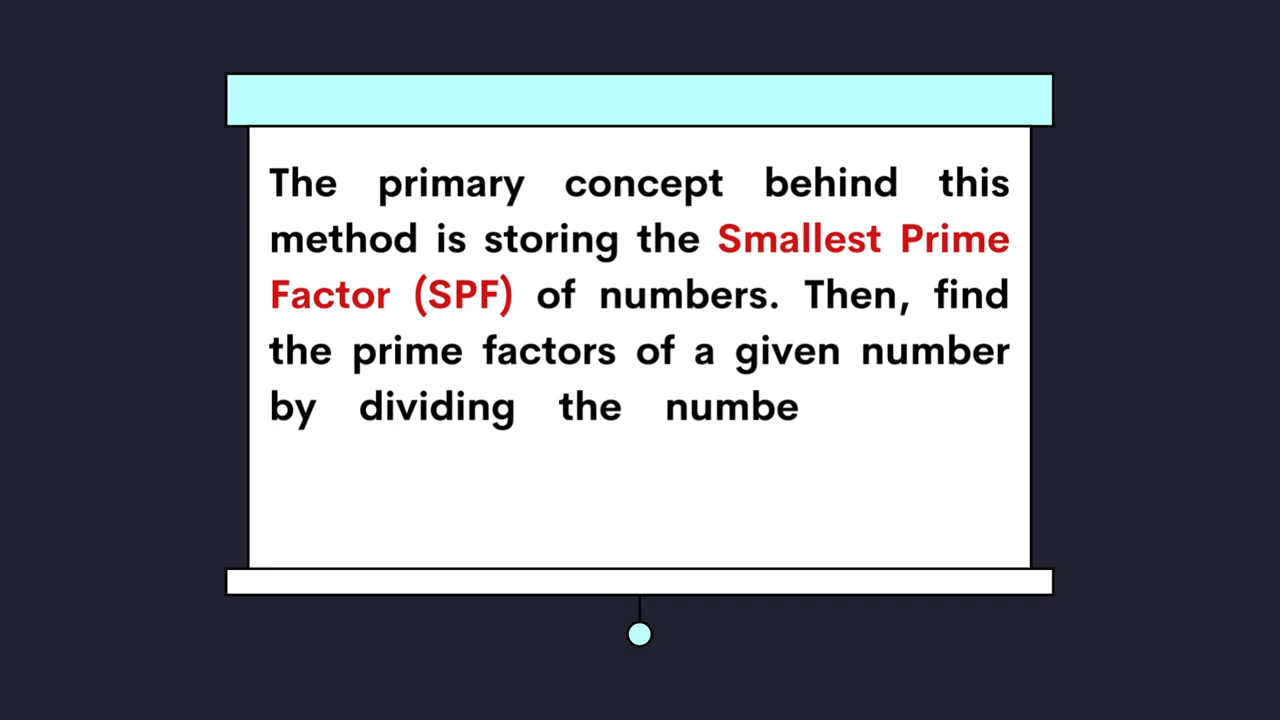 The primary concept behind this
method is storing the Smallest Prime
Factor (SPF) of numbers. Then, find
the prime factors of a given number
by dividing the numbe